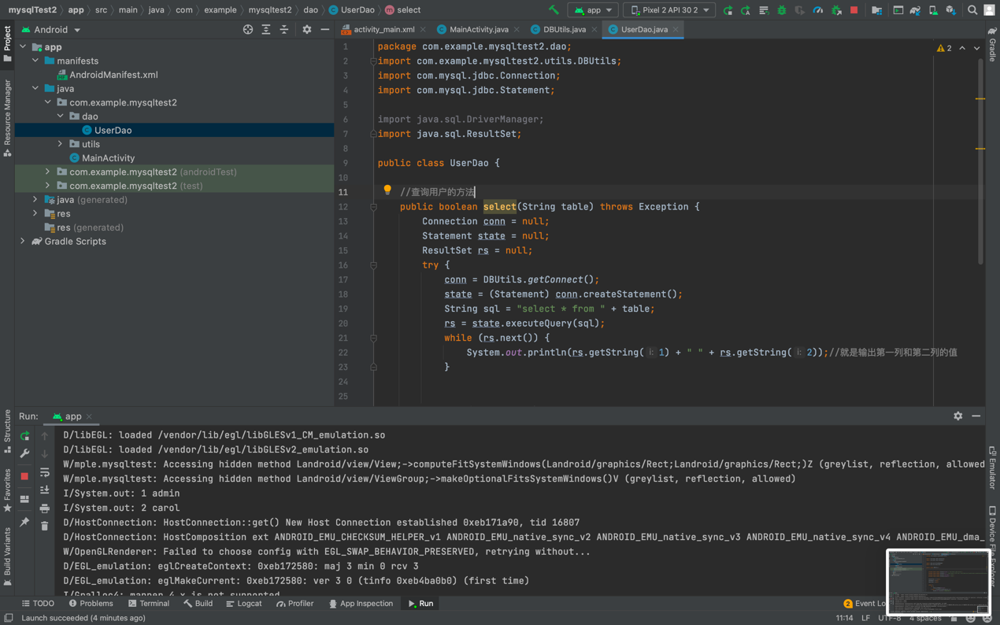 mysqlTest2 app src main java com example mysqltest2 dao UserDao select app Pixel 2 API 30 2
Project
Resource Manager
Structure
Favorites
Build Variants
Android
app
manifests
AndroidManifest.xml
java
com.example.mysqltest2
dao
UserDao
utils
MainActivity
com.example.mysqltest2 (androidTest)
com.example.mysqltest2 (test)
java (generated)
res
res (generated)
Gradle Scripts
activity_main.xml MainActivity.java DBUtils.java UserDao.java
2
1 package com.example.mysqltest2.dao;
2 import com.example.mysqltest2.utils.DBUtils;
3 import com.mysql.jdbc.Connection;
4 import com.mysql.jdbc.Statement;
5
6 import java.sql.DriverManager;
7 import java.sql.ResultSet;
8
9 public class UserDao {
10
11 //查询用户的方法
12 public boolean select(String table) throws Exception {
13 Connection conn = null;
14 Statement state = null;
15 ResultSet rs = null;
16 try {
17 conn = DBUtils.getConnect();
18 state = (Statement) conn.createStatement();
19 String sql = "select * from " + table;
20 rs = state.executeQuery(sql);
21 while (rs.next()) {
22 System.out.println(rs.getString( i: 1) + " " + rs.getString( i: 2));//就是输出第一列和第二列的值
23 }
24
25
Gradle
Emulator
Device File Explorer
Run: app
D/libEGL: loaded /vendor/lib/egl/libGLESv1_CM_emulation.so
D/libEGL: loaded /vendor/lib/egl/libGLESv2_emulation.so
W/mple.mysqltest: Accessing hidden method Landroid/view/View;->computeFitSystemWindows(Landroid/graphics/Rect;Landroid/graphics/Rect;)Z (greylist, reflection, allowed
W/mple.mysqltest: Accessing hidden method Landroid/view/ViewGroup;->makeOptionalFitsSystemWindows()V (greylist, reflection, allowed)
I/System.out: 1 admin
I/System.out: 2 carol
D/HostConnection: HostConnection::get() New Host Connection established 0xeb171a90, tid 16807
D/HostConnection: HostComposition ext ANDROID_EMU_CHECKSUM_HELPER_v1 ANDROID_EMU_native_sync_v2 ANDROID_EMU_native_sync_v3 ANDROID_EMU_native_sync_v4 ANDROID_EMU_dma_
W/OpenGLRenderer: Failed to choose config with EGL_SWAP_BEHAVIOR_PRESERVED, retrying without...
D/EGL_emulation: eglCreateContext: 0xeb172580: maj 3 min 0 rcv 3
D/EGL_emulation: eglMakeCurrent: 0xeb172580: ver 3 0 (tinfo 0xeb4ba0b0) (first time)
I/Gralloc4: mapper 4.x is not supported
TODO Problems Terminal Build Logcat Profiler App Inspection Run 2 Event Lo
Launch succeeded (4 minutes ago) 11:14 LF UTF-8 4 spaces